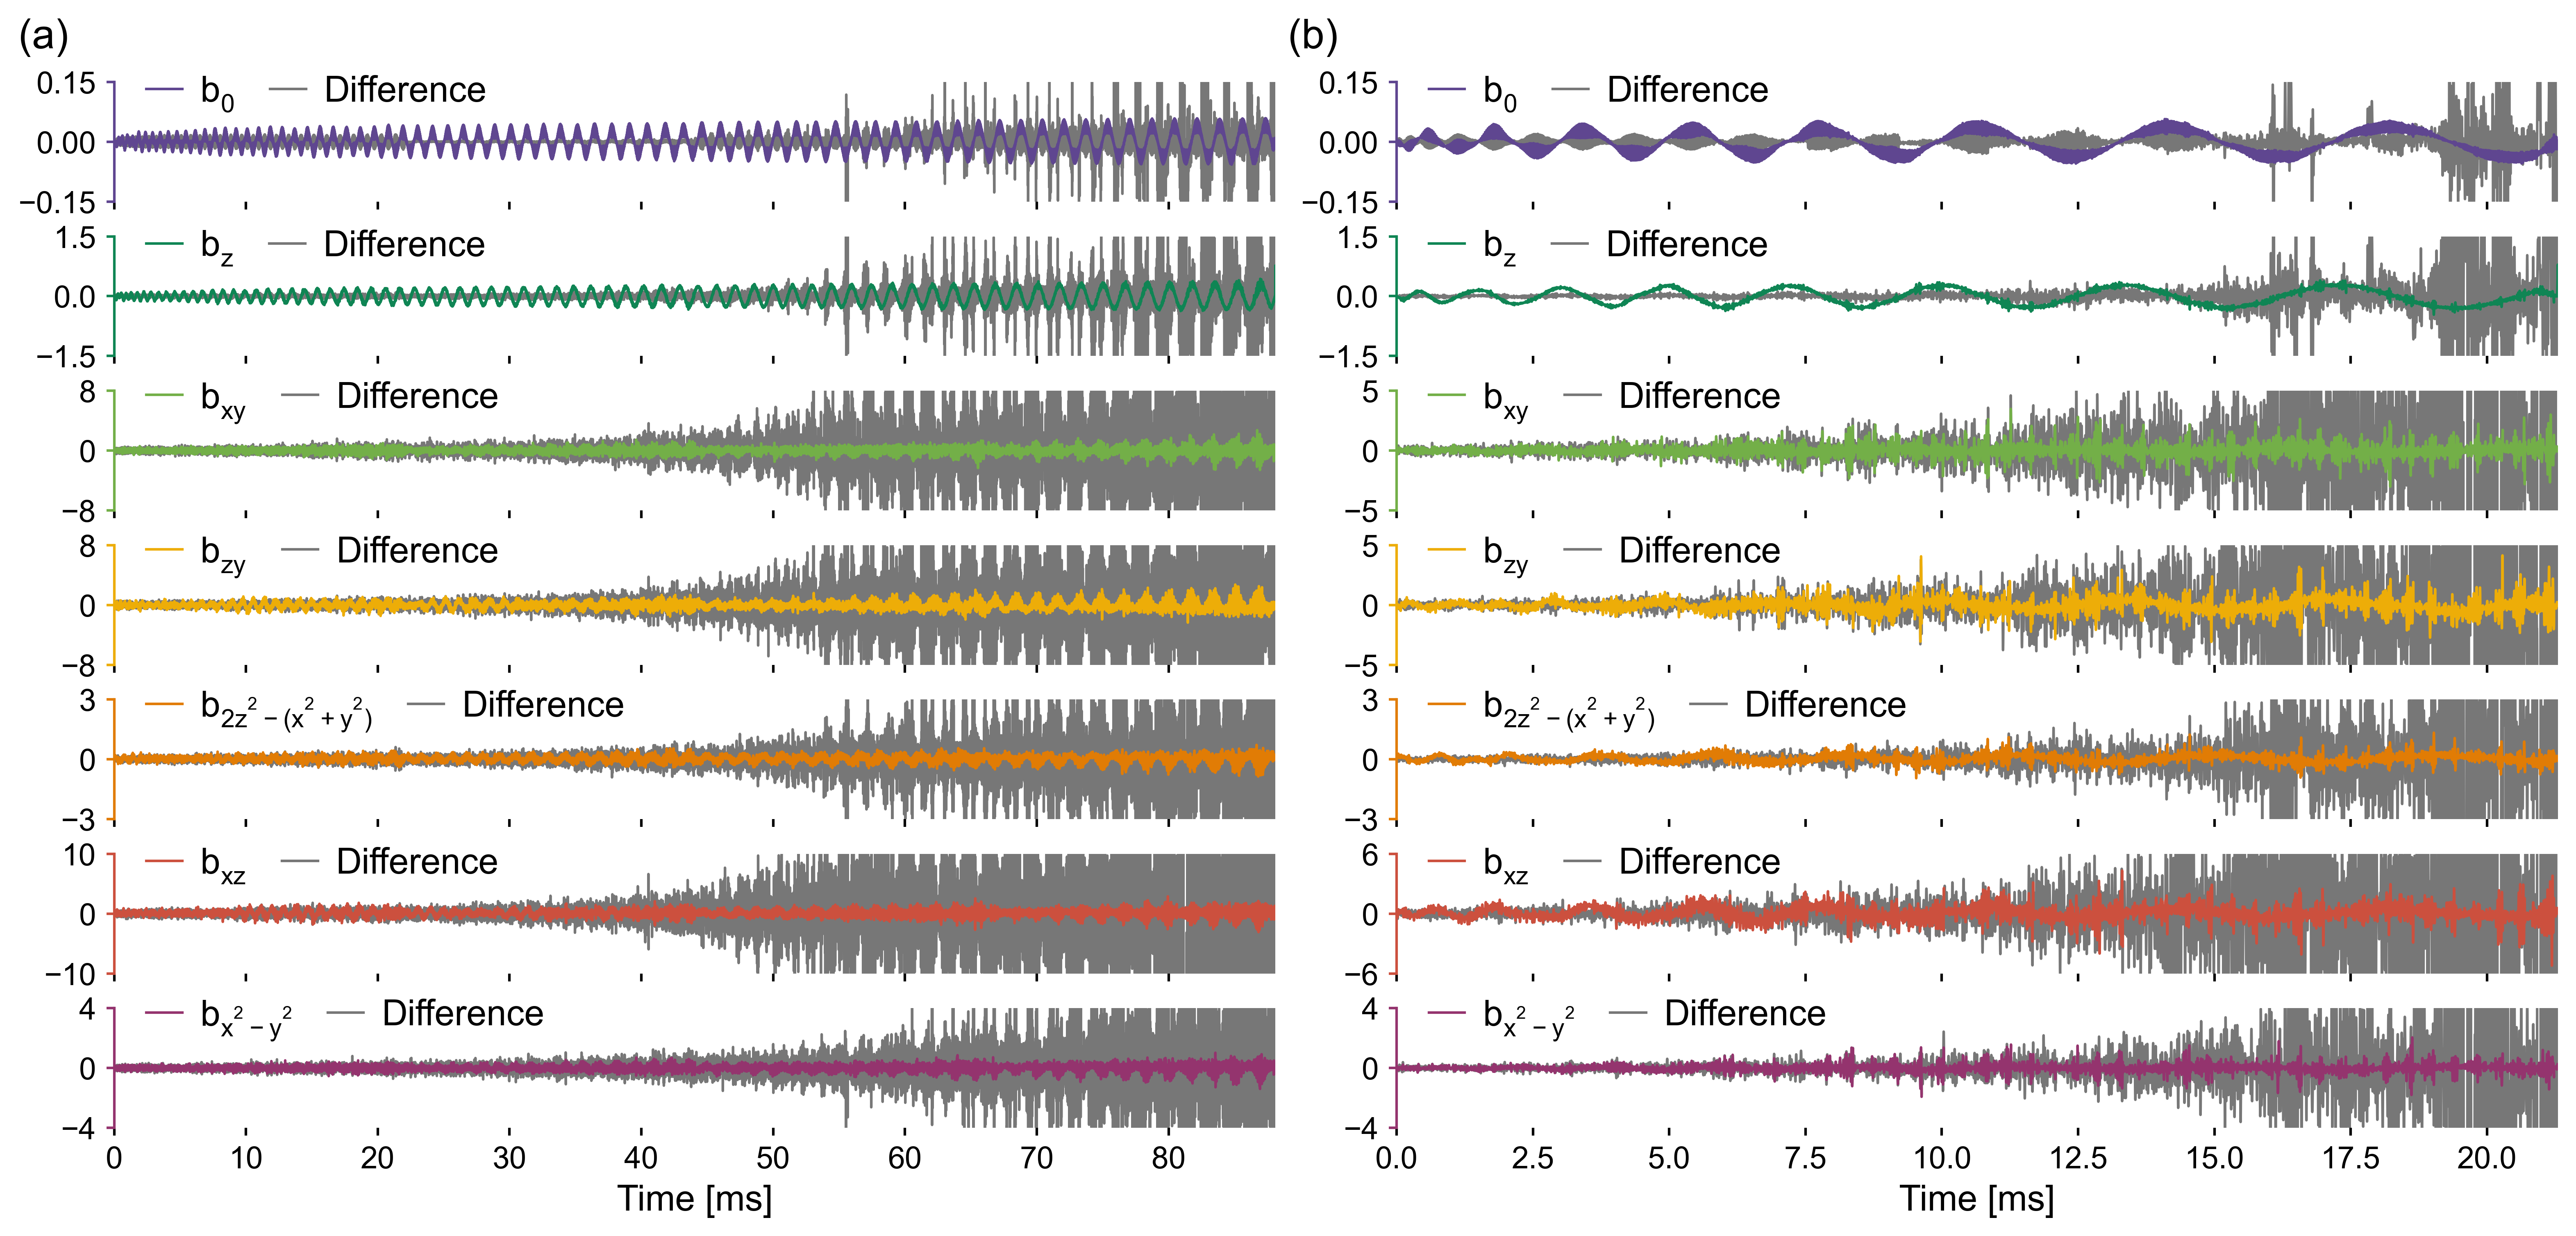 (a)
b0 Difference
0.15
0.00
−0.15
bz Difference
1.5
0.0
−1.5
bxy Difference
8
0
−8
bzy Difference
8
0
−8
b2z2 − (x2 + y2) Difference
3
0
−3
bxz Difference
10
0
−10
bx2 − y2 Difference
4
0
−4
0 10 20 30 40 50 60 70 80
Time [ms]
(b)
b0 Difference
0.15
0.00
−0.15
bz Difference
1.5
0.0
−1.5
bxy Difference
5
0
−5
bzy Difference
5
0
−5
b2z2 − (x2 + y2) Difference
3
0
−3
bxz Difference
6
0
−6
bx2 − y2 Difference
4
0
−4
0.0 2.5 5.0 7.5 10.0 12.5 15.0 17.5 20.0
Time [ms]